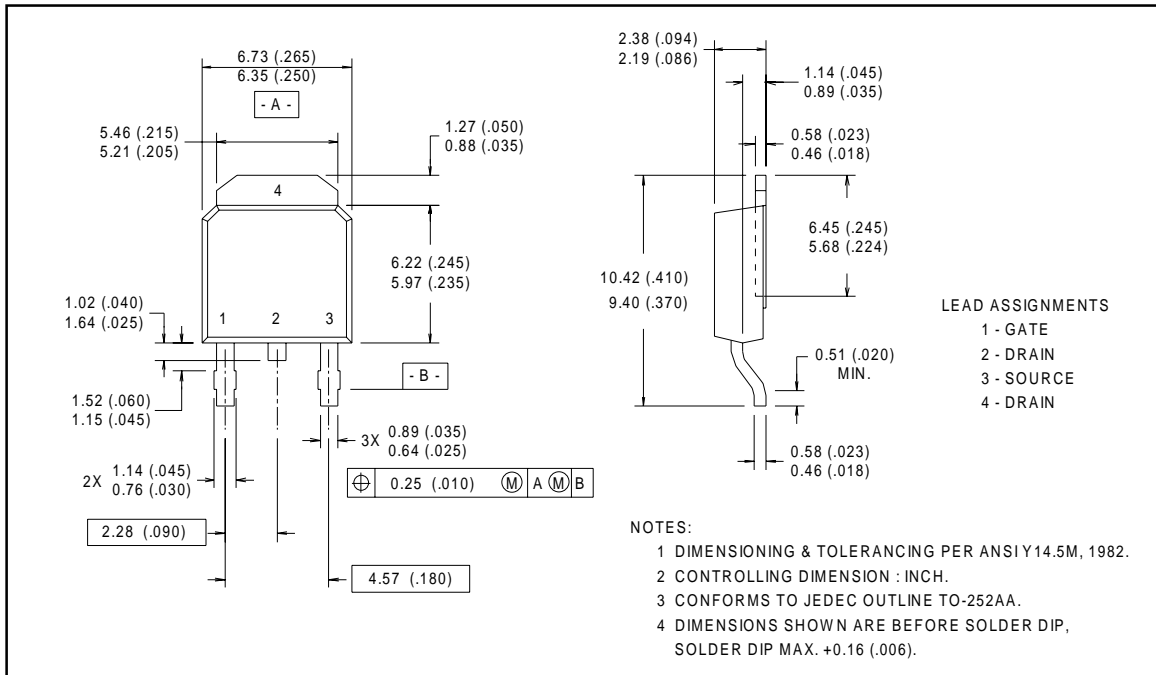 6.73 (.265)
6.35 (.250)
- A -
5.46 (.215)
5.21 (.205)
1.27 (.050)
0.88 (.035)
4
6.22 (.245)
5.97 (.235)
1.02 (.040)
1.64 (.025)
1 2 3
- B -
1.52 (.060)
1.15 (.045)
3X 0.89 (.035)
0.64 (.025)
2X 1.14 (.045)
0.76 (.030)
⌖ 0.25 (.010) Ⓜ A Ⓜ B
2.28 (.090)
4.57 (.180)
2.38 (.094)
2.19 (.086)
1.14 (.045)
0.89 (.035)
0.58 (.023)
0.46 (.018)
6.45 (.245)
5.68 (.224)
10.42 (.410)
9.40 (.370)
0.51 (.020)
MIN.
0.58 (.023)
0.46 (.018)
LEAD ASSIGNMENTS
1 - GATE
2 - DRAIN
3 - SOURCE
4 - DRAIN
NOTES:
1 DIMENSIONING & TOLERANCING PER ANSI Y14.5M, 1982.
2 CONTROLLING DIMENSION : INCH.
3 CONFORMS TO JEDEC OUTLINE TO-252AA.
4 DIMENSIONS SHOWN ARE BEFORE SOLDER DIP,
SOLDER DIP MAX. +0.16 (.006).